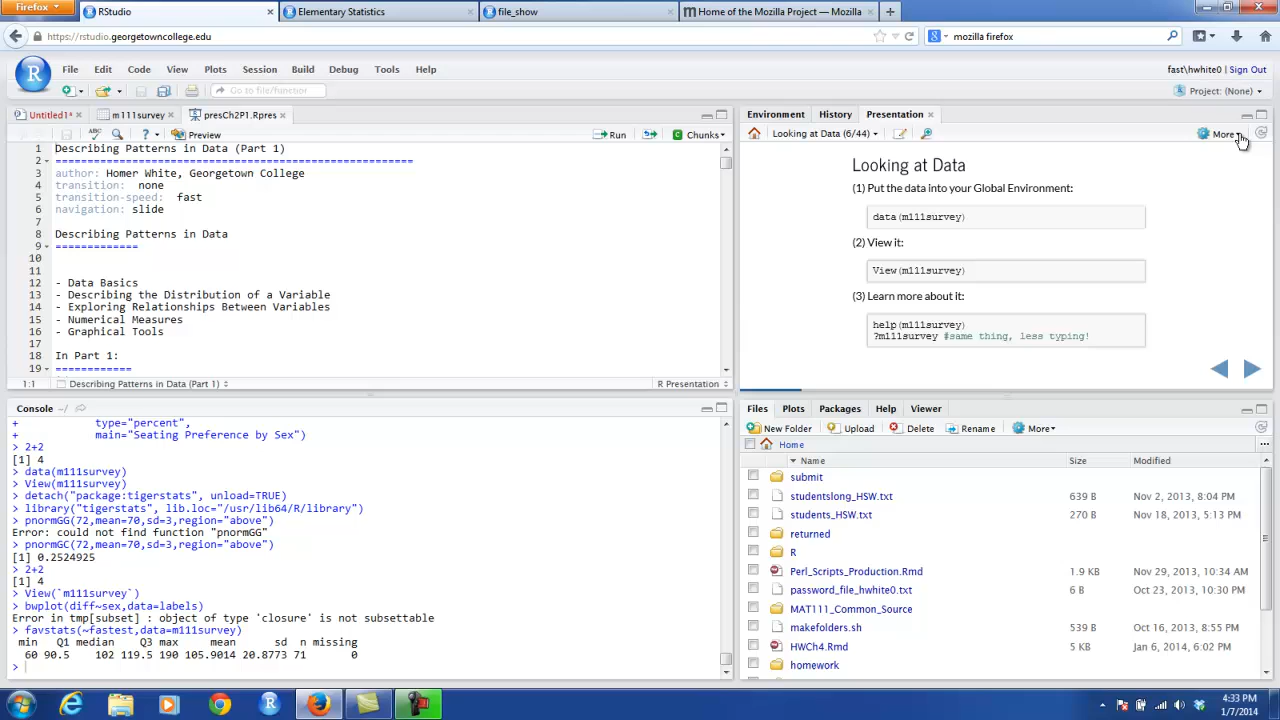 Firefox
RStudio
Elementary Statistics
file_show
Home of the Mozilla Project — Mozilla
https://rstudio.georgetowncollege.edu
mozilla firefox
File Edit Code View Plots Session Build Debug Tools Help
fast\hwhite0 | Sign Out
Go to file/function
Project: (None)
Untitled1* m111survey presCh2P1.Rpres
Preview Run Chunks
1 Describing Patterns in Data (Part 1)
2 =====================================================
3 author: Homer White, Georgetown College
4 transition: none
5 transition-speed: fast
6 navigation: slide
7
8 Describing Patterns in Data
9 =============
10
11
12 - Data Basics
13 - Describing the Distribution of a Variable
14 - Exploring Relationships Between Variables
15 - Numerical Measures
16 - Graphical Tools
17
18 In Part 1:
19 ============
1:1 Describing Patterns in Data (Part 1) R Presentation
Environment History Presentation
Looking at Data (6/44) More
Looking at Data
(1) Put the data into your Global Environment:
data(m111survey)
(2) View it:
View(m111survey)
(3) Learn more about it:
help(m111survey)
?m111survey #same thing, less typing!
Console ~/
+ type="percent",
+ main="Seating Preference by Sex")
> 2+2
[1] 4
> data(m111survey)
> View(m111survey)
> detach("package:tigerstats", unload=TRUE)
> library("tigerstats", lib.loc="/usr/lib64/R/library")
> pnormGG(72,mean=70,sd=3,region="above")
Error: could not find function "pnormGG"
> pnormGC(72,mean=70,sd=3,region="above")
[1] 0.2524925
> 2+2
[1] 4
> View(`m111survey`)
> bwplot(diff~sex,data=labels)
Error in tmp[subset] : object of type 'closure' is not subsettable
> favstats(~fastest,data=m111survey)
min Q1 median Q3 max mean sd n missing
60 90.5 102 119.5 190 105.9014 20.8773 71 0
>
Files Plots Packages Help Viewer
New Folder Upload Delete Rename More
Home
Name Size Modified
submit
studentslong_HSW.txt 639 B Nov 2, 2013, 8:04 PM
students_HSW.txt 270 B Nov 18, 2013, 5:13 PM
returned
R
Perl_Scripts_Production.Rmd 1.9 KB Nov 29, 2013, 10:34 AM
password_file_hwhite0.txt 6 B Oct 23, 2013, 10:30 PM
MAT111_Common_Source
makefolders.sh 539 B Oct 16, 2013, 8:55 PM
HWCh4.Rmd 5 KB Jan 6, 2014, 6:02 PM
homework
4:33 PM
1/7/2014